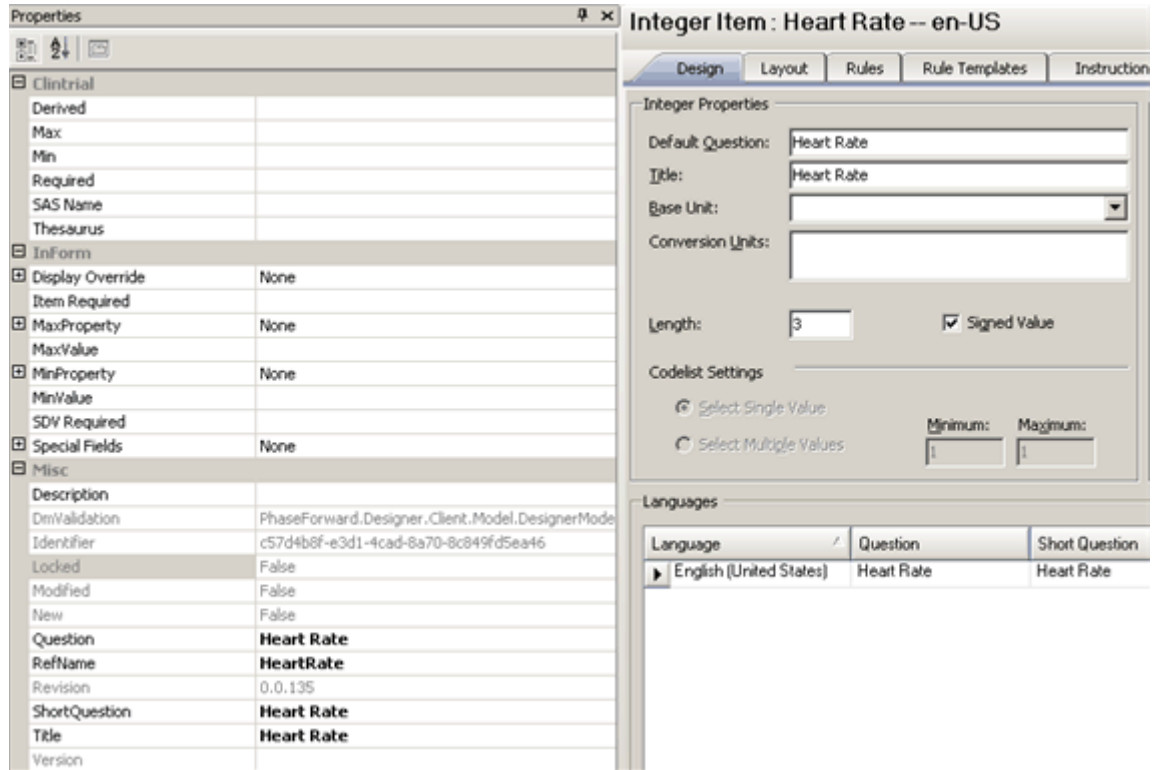 Properties
Clintrial
Derived
Max
Min
Required
SAS Name
Thesaurus
InForm
Display Override None
Item Required
MaxProperty None
MaxValue
MinProperty None
MinValue
SDV Required
Special Fields None
Misc
Description
DmValidation PhaseForward.Designer.Client.Model.DesignerMode
Identifier c57d4b8f-e3d1-4cad-8a70-8c849fd5ea46
Locked False
Modified False
New False
Question Heart Rate
RefName HeartRate
Revision 0.0.135
ShortQuestion Heart Rate
Title Heart Rate
Version
Integer Item : Heart Rate -- en-US
Design Layout Rules Rule Templates Instruction
Integer Properties
Default Question: Heart Rate
Title: Heart Rate
Base Unit:
Conversion Units:
Length: 3 Signed Value
Codelist Settings
Select Single Value
Select Multiple Values
Minimum: Maximum:
1 1
Languages
Language Question Short Question
English (United States) Heart Rate Heart Rate